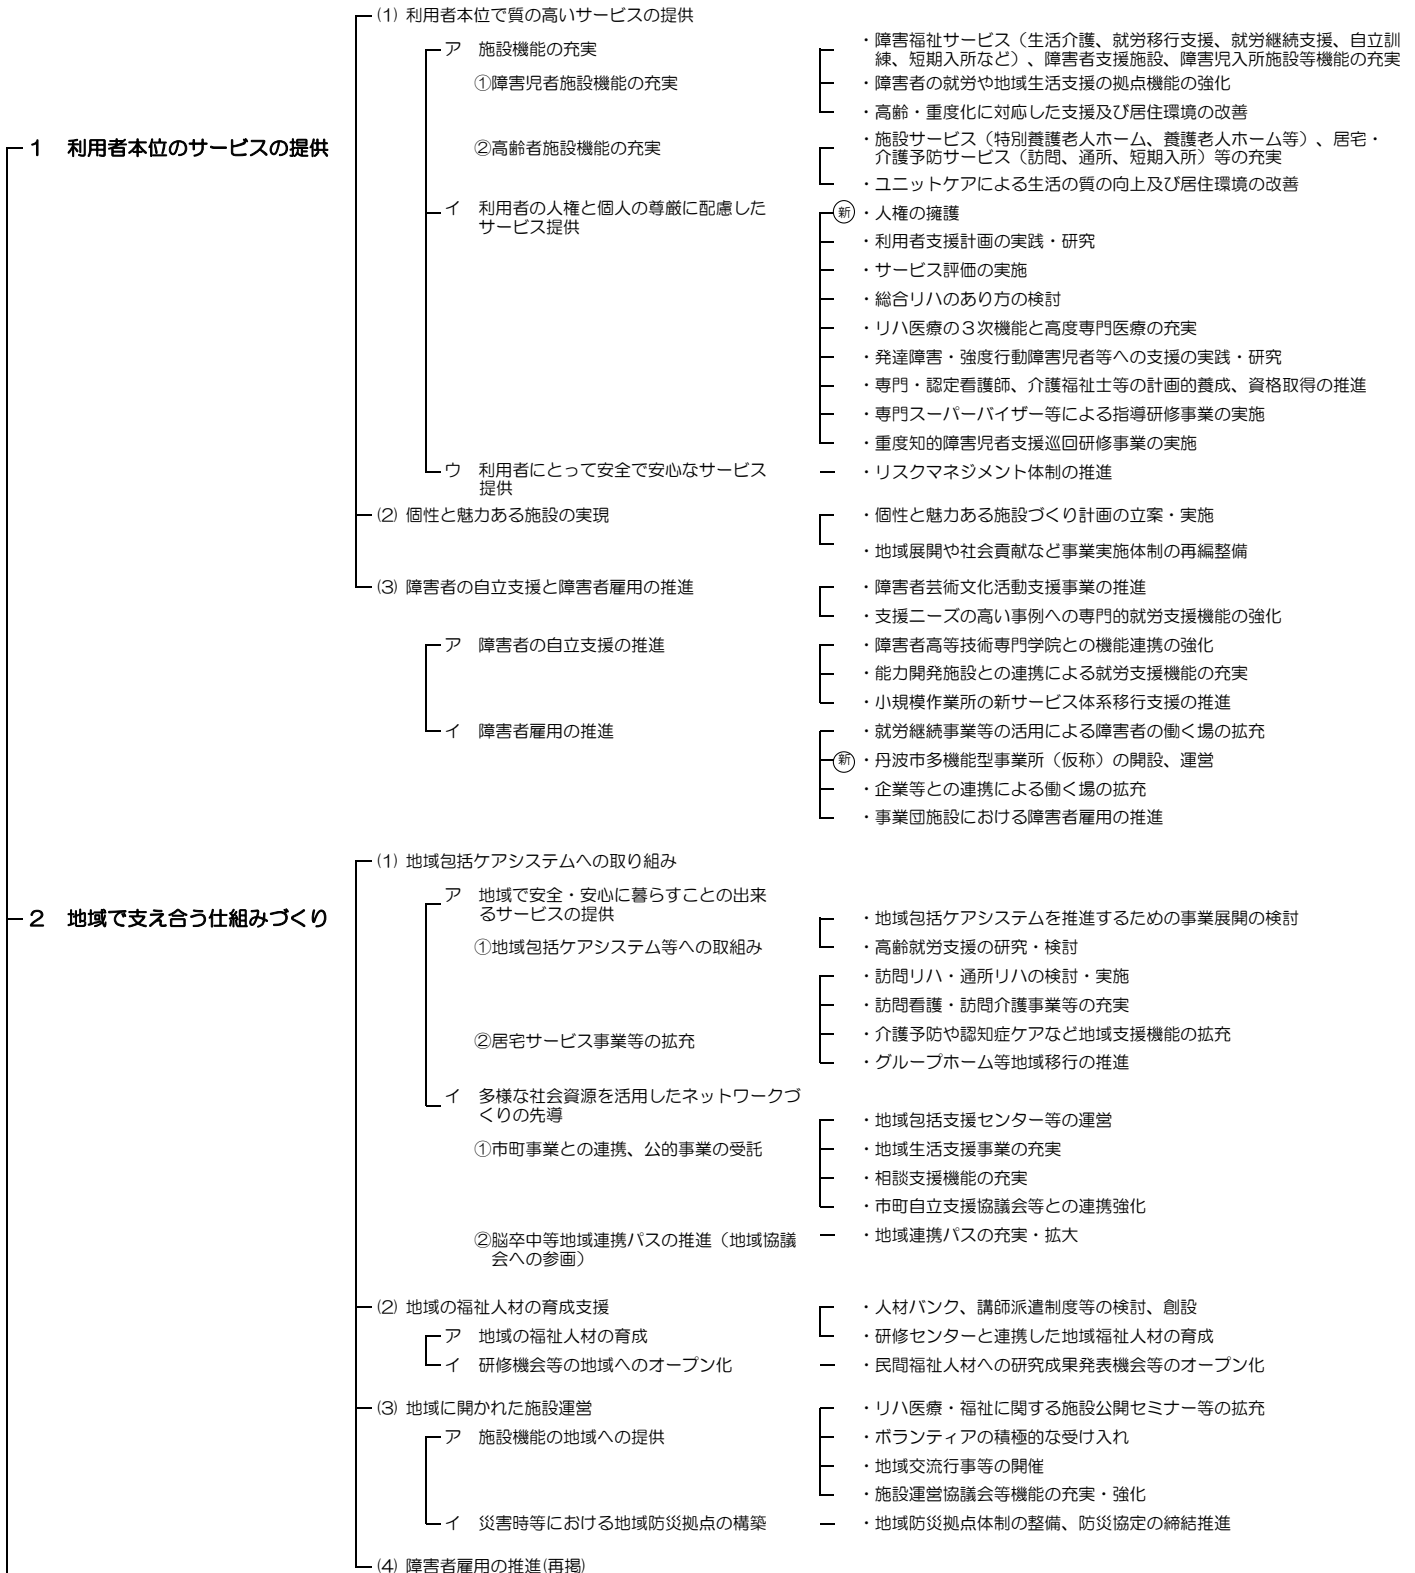 (1) 利用者本位で質の高いサービスの提供
ア 施設機能の充実
・障害福祉サービス（生活介護、就労移行支援、就労継続支援、自立訓
練、短期入所など）、障害者支援施設、障害児入所施設等機能の充実
①障害児者施設機能の充実
・障害者の就労や地域生活支援の拠点機能の強化
・高齢・重度化に対応した支援及び居住環境の改善
1 利用者本位のサービスの提供
②高齢者施設機能の充実
・施設サービス（特別養護老人ホーム、養護老人ホーム等）、居宅・
介護予防サービス（訪問、通所、短期入所）等の充実
・ユニットケアによる生活の質の向上及び居住環境の改善
イ 利用者の人権と個人の尊厳に配慮した
サービス提供
新・人権の擁護
・利用者支援計画の実践・研究
・サービス評価の実施
・総合リハのあり方の検討
・リハ医療の３次機能と高度専門医療の充実
・発達障害・強度行動障害児者等への支援の実践・研究
・専門・認定看護師、介護福祉士等の計画的養成、資格取得の推進
・専門スーパーバイザー等による指導研修事業の実施
・重度知的障害児者支援巡回研修事業の実施
ウ 利用者にとって安全で安心なサービス
提供
・リスクマネジメント体制の推進
(2) 個性と魅力ある施設の実現
・個性と魅力ある施設づくり計画の立案・実施
・地域展開や社会貢献など事業実施体制の再編整備
(3) 障害者の自立支援と障害者雇用の推進
・障害者芸術文化活動支援事業の推進
・支援ニーズの高い事例への専門的就労支援機能の強化
ア 障害者の自立支援の推進
・障害者高等技術専門学院との機能連携の強化
・能力開発施設との連携による就労支援機能の充実
・小規模作業所の新サービス体系移行支援の推進
イ 障害者雇用の推進
・就労継続事業等の活用による障害者の働く場の拡充
新・丹波市多機能型事業所（仮称）の開設、運営
・企業等との連携による働く場の拡充
・事業団施設における障害者雇用の推進
(1) 地域包括ケアシステムへの取り組み
ア 地域で安全・安心に暮らすことの出来
るサービスの提供
2 地域で支え合う仕組みづくり
・地域包括ケアシステムを推進するための事業展開の検討
①地域包括ケアシステム等への取組み
・高齢就労支援の研究・検討
・訪問リハ・通所リハの検討・実施
・訪問看護・訪問介護事業等の充実
②居宅サービス事業等の拡充
・介護予防や認知症ケアなど地域支援機能の拡充
・グループホーム等地域移行の推進
イ 多様な社会資源を活用したネットワークづ
くりの先導
・地域包括支援センター等の運営
①市町事業との連携、公的事業の受託
・地域生活支援事業の充実
・相談支援機能の充実
・市町自立支援協議会等との連携強化
②脳卒中等地域連携パスの推進（地域協議
会への参画）
・地域連携パスの充実・拡大
(2) 地域の福祉人材の育成支援
・人材バンク、講師派遣制度等の検討、創設
ア 地域の福祉人材の育成
・研修センターと連携した地域福祉人材の育成
イ 研修機会等の地域へのオープン化
・民間福祉人材への研究成果発表機会等のオープン化
(3) 地域に開かれた施設運営
・リハ医療・福祉に関する施設公開セミナー等の拡充
ア 施設機能の地域への提供
・ボランティアの積極的な受け入れ
・地域交流行事等の開催
・施設運営協議会等機能の充実・強化
イ 災害時等における地域防災拠点の構築
・地域防災拠点体制の整備、防災協定の締結推進
(4) 障害者雇用の推進(再掲)